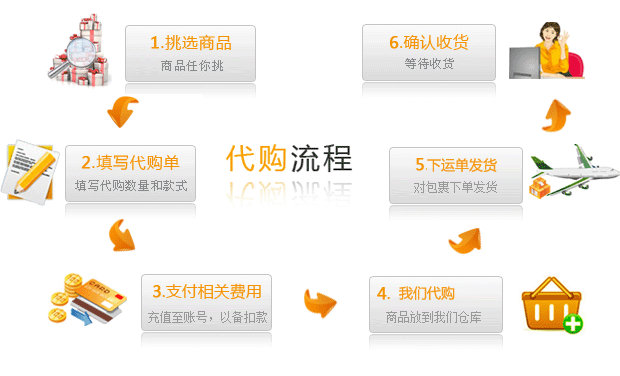 代购流程
1.挑选商品
商品任你挑
2.填写代购单
填写代购数量和款式
3.支付相关费用
充值至账号，以备扣款
4. 我们代购
商品放到我们仓库
5.下运单发货
对包裹下单发货
6.确认收货
等待收货